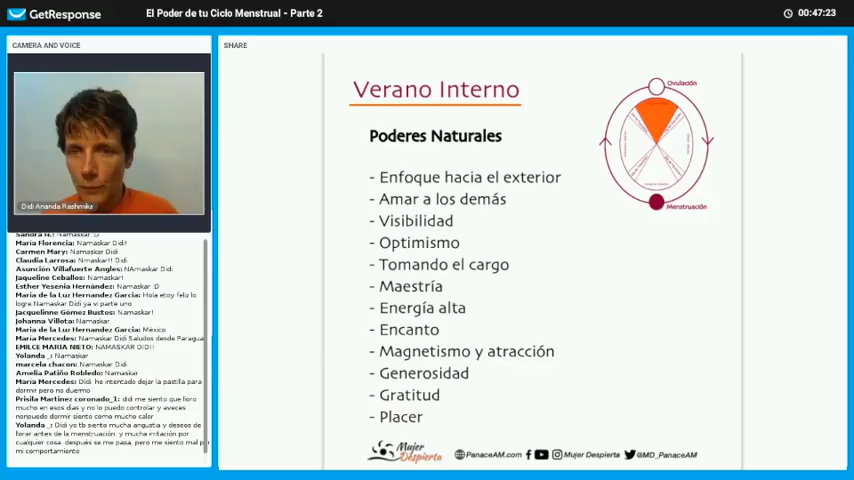 GetResponse
El Poder de tu Ciclo Menstrual - Parte 2
00:47:23
CAMERA AND VOICE
Didi Ananda Rashmika
Sandra N.: Namaskar :D
María Florencia: Namaskar Didi!
Carmen Mary: Namaskar Didi
Claudia Larrosa: Nmaskar!! Didi
Asunción Villafuerte Angles: NAmaskar Didi
Jaqueline Ceballos: Namaskar!
Esther Yesenia Hernández: Namaskar :D
Maria de la Luz Hernandez Garcia: Hola etoy feliz lo
logre Namaskar Didi ya vi parte uno
Jacquelinne Gómez Bustos: Namaskar!
Johanna Villota: Namaskar
Maria de la Luz Hernandez Garcia: México
María Mercedes: Namaskar Didi Saludos desde Paragua
EMILCE MARIA NIETO: NAMASKAR DIDI!
Yolanda _: Namaskar
marcela chacon: Namaskar Didi
Amelia Patiño Robledo: Namaskar
María Mercedes: Didi. he intentado dejar la pastilla para
dormir pero no duermo
Prisila Martinez coronado_1: didi me siento que lloro
mucho en esos dias y no lo puedo controlar y aveces
nonpuedo dormir siento como mucho calor
Yolanda _: Didi yo tb siento mucha angustia y deseos de
llorar antes de la menstruación. y mucha irritación por
cualquier cosa. después se me pasa, pero me siento mal por
mi comportamiento
SHARE
Verano Interno
Poderes Naturales
- Enfoque hacia el exterior
- Amar a los demás
- Visibilidad
- Optimismo
- Tomando el cargo
- Maestría
- Energía alta
- Encanto
- Magnetismo y atracción
- Generosidad
- Gratitud
- Placer
Ovulación
Menstruación
Mujer
Despierta
PanaceAM.com
Mujer Despierta
@MD_PanaceAM